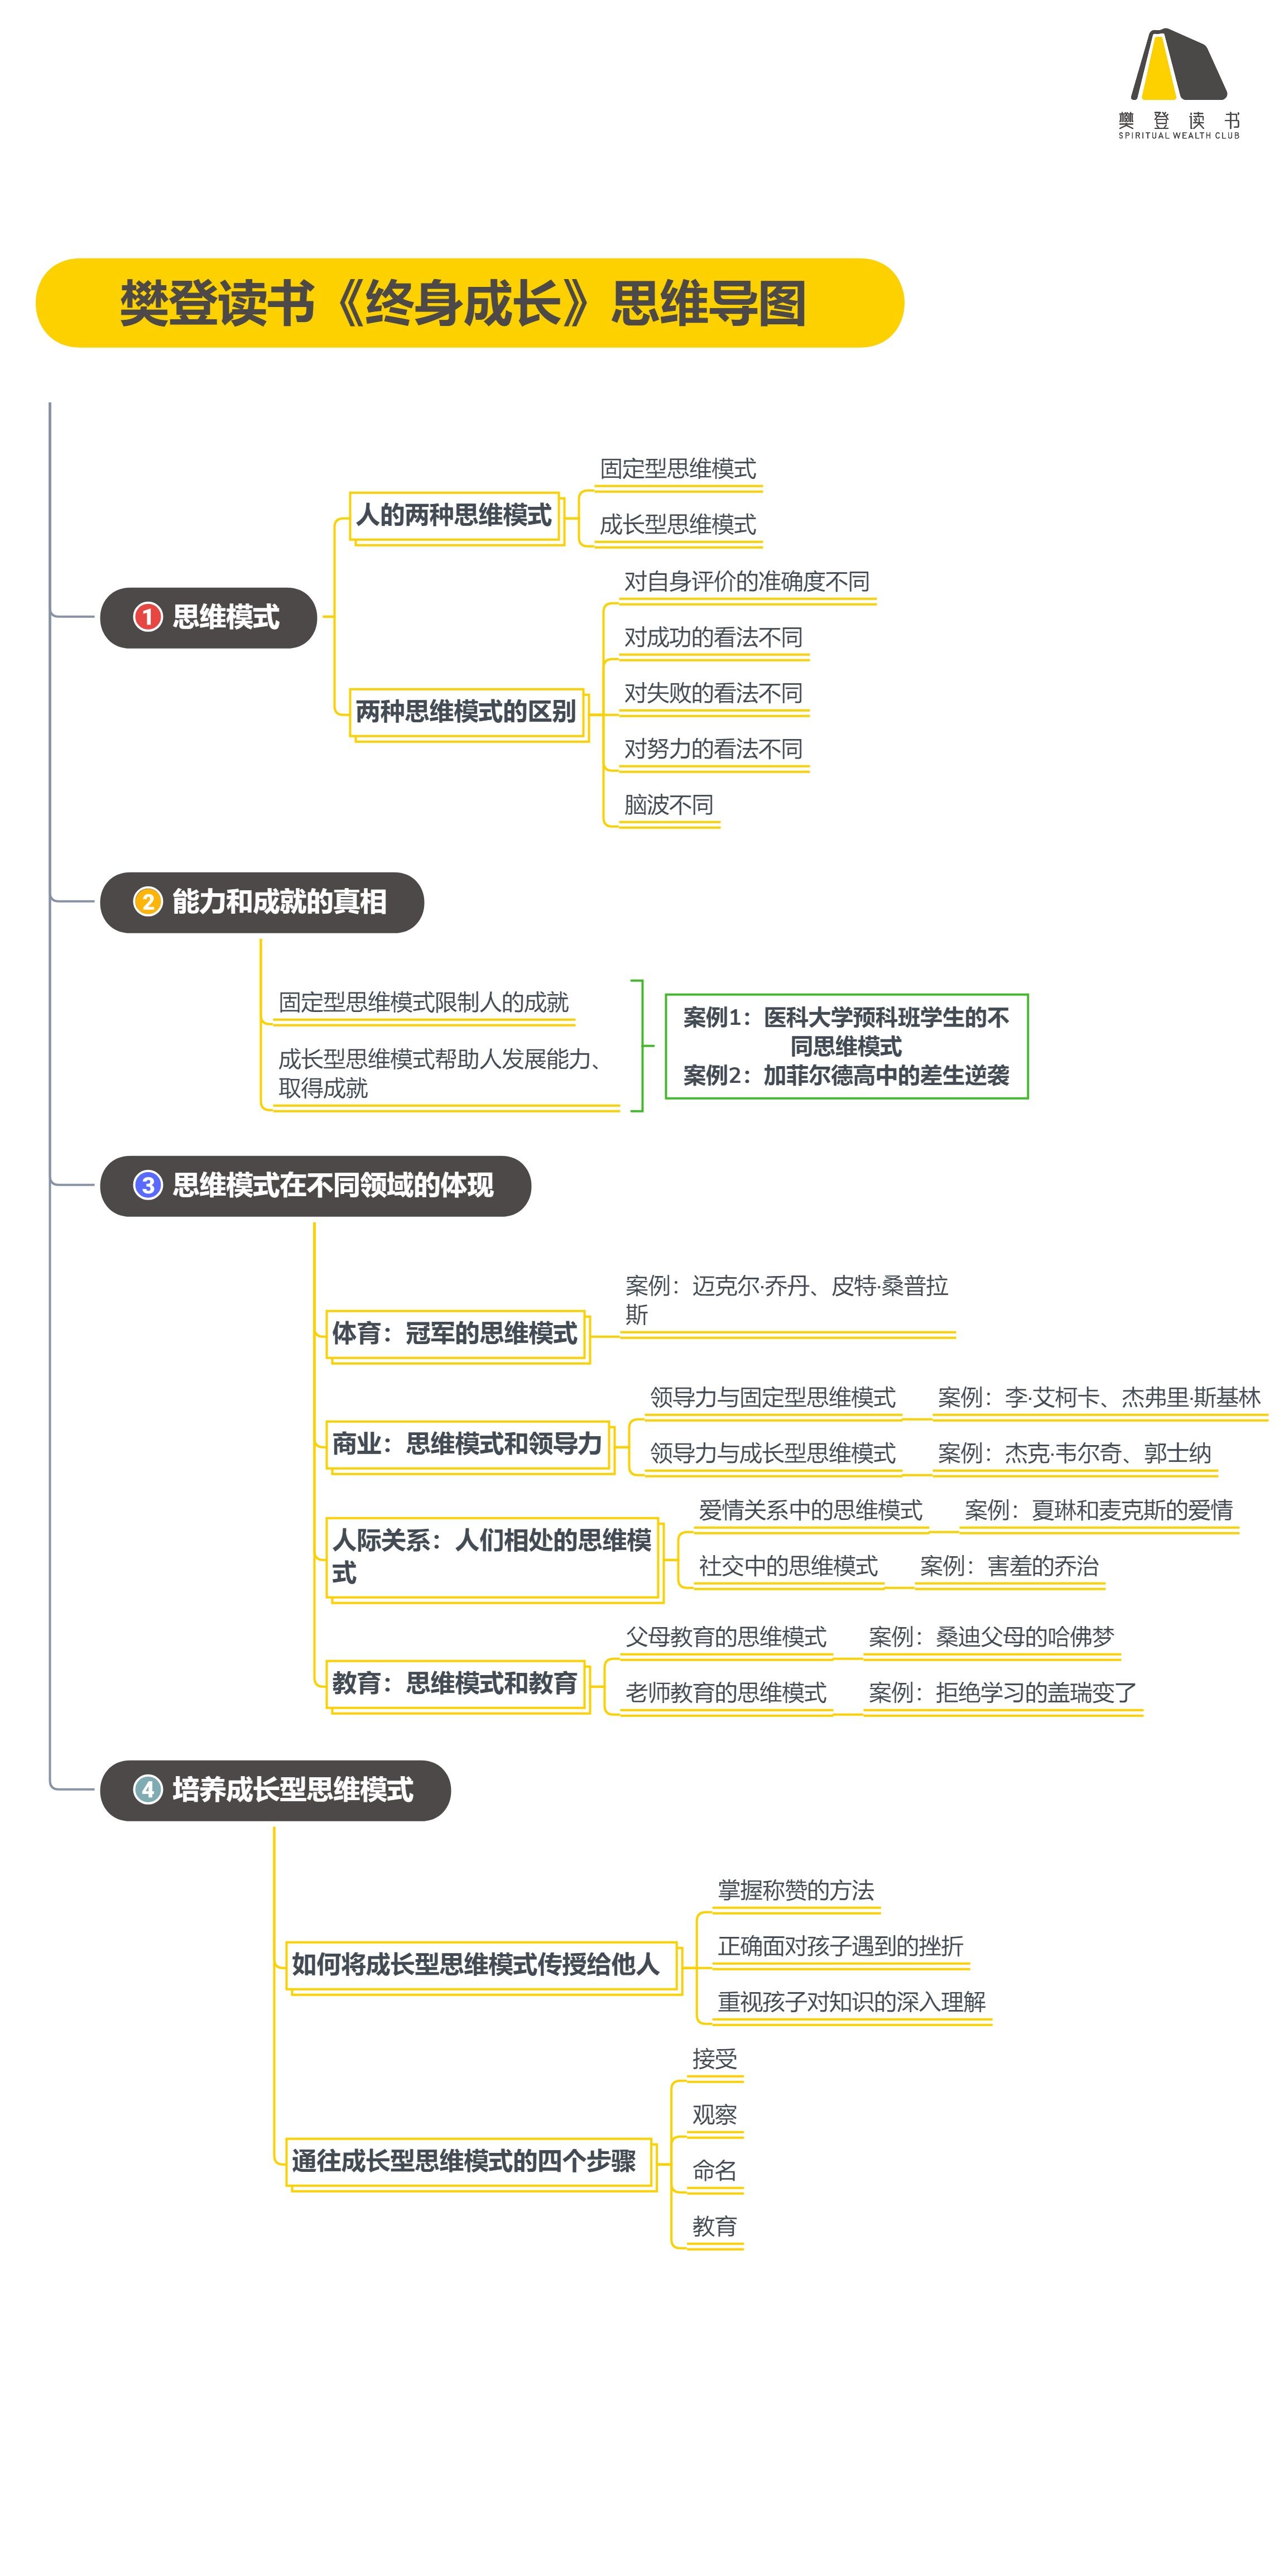 樊登读书
SPIRITUAL WEALTH CLUB
樊登读书《终身成长》思维导图
1 思维模式
人的两种思维模式
固定型思维模式
成长型思维模式
两种思维模式的区别
对自身评价的准确度不同
对成功的看法不同
对失败的看法不同
对努力的看法不同
脑波不同
2 能力和成就的真相
固定型思维模式限制人的成就
成长型思维模式帮助人发展能力、
取得成就
案例1：医科大学预科班学生的不
同思维模式
案例2：加菲尔德高中的差生逆袭
3 思维模式在不同领域的体现
体育：冠军的思维模式
案例：迈克尔·乔丹、皮特·桑普拉
斯
商业：思维模式和领导力
领导力与固定型思维模式
案例：李·艾柯卡、杰弗里·斯基林
领导力与成长型思维模式
案例：杰克·韦尔奇、郭士纳
人际关系：人们相处的思维模
式
爱情关系中的思维模式
案例：夏琳和麦克斯的爱情
社交中的思维模式
案例：害羞的乔治
教育：思维模式和教育
父母教育的思维模式
案例：桑迪父母的哈佛梦
老师教育的思维模式
案例：拒绝学习的盖瑞变了
4 培养成长型思维模式
如何将成长型思维模式传授给他人
掌握称赞的方法
正确面对孩子遇到的挫折
重视孩子对知识的深入理解
通往成长型思维模式的四个步骤
接受
观察
命名
教育